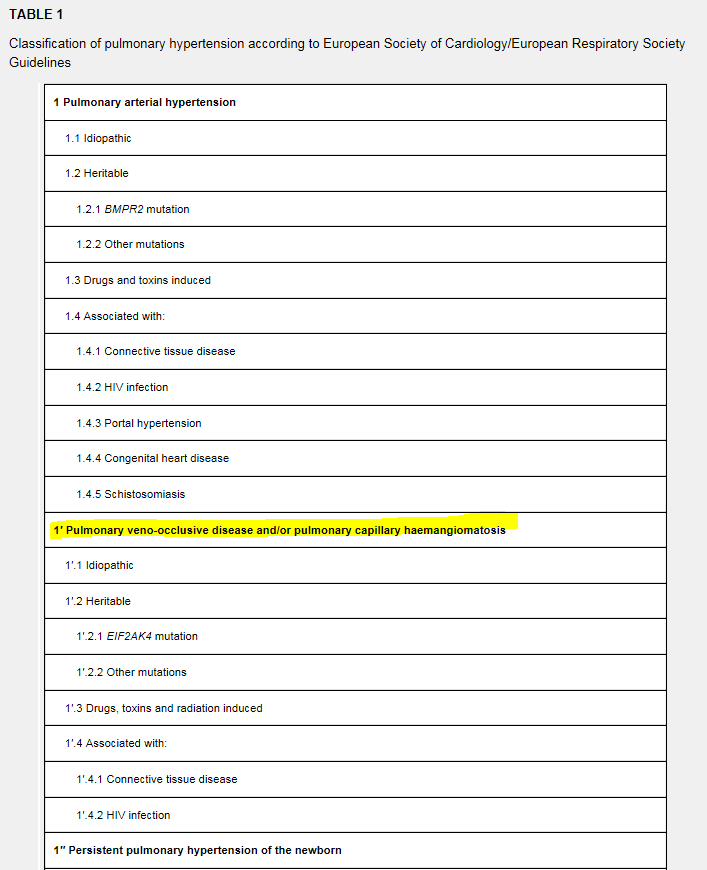 TABLE 1
Classification of pulmonary hypertension according to European Society of Cardiology/European Respiratory Society
Guidelines
1 Pulmonary arterial hypertension
1.1 Idiopathic
1.2 Heritable
1.2.1 BMPR2 mutation
1.2.2 Other mutations
1.3 Drugs and toxins induced
1.4 Associated with:
1.4.1 Connective tissue disease
1.4.2 HIV infection
1.4.3 Portal hypertension
1.4.4 Congenital heart disease
1.4.5 Schistosomiasis
1′ Pulmonary veno-occlusive disease and/or pulmonary capillary haemangiomatosis
1′.1 Idiopathic
1′.2 Heritable
1′.2.1 EIF2AK4 mutation
1′.2.2 Other mutations
1′.3 Drugs, toxins and radiation induced
1′.4 Associated with:
1′.4.1 Connective tissue disease
1′.4.2 HIV infection
1″ Persistent pulmonary hypertension of the newborn